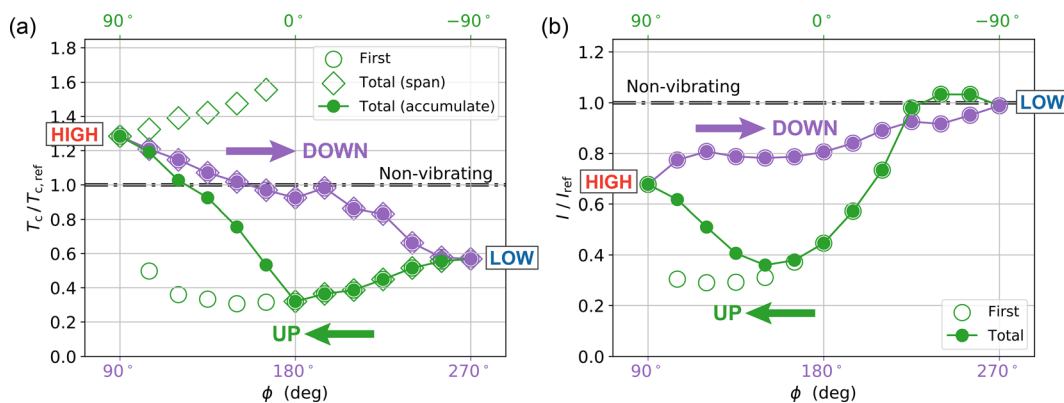 (a)
90° 0° −90°
1.8
1.6
1.4
1.2
1.0
0.8
0.6
0.4
0.2
0.0
T_c/T_c,ref
First
Total (span)
Total (accumulate)
HIGH
DOWN
Non-vibrating
LOW
UP
90° 180° 270°
ϕ (deg)
(b)
90° 0° −90°
1.2
1.0
0.8
0.6
0.4
0.2
0.0
I / I_ref
Non-vibrating
LOW
DOWN
HIGH
UP
First
Total
90° 180° 270°
ϕ (deg)